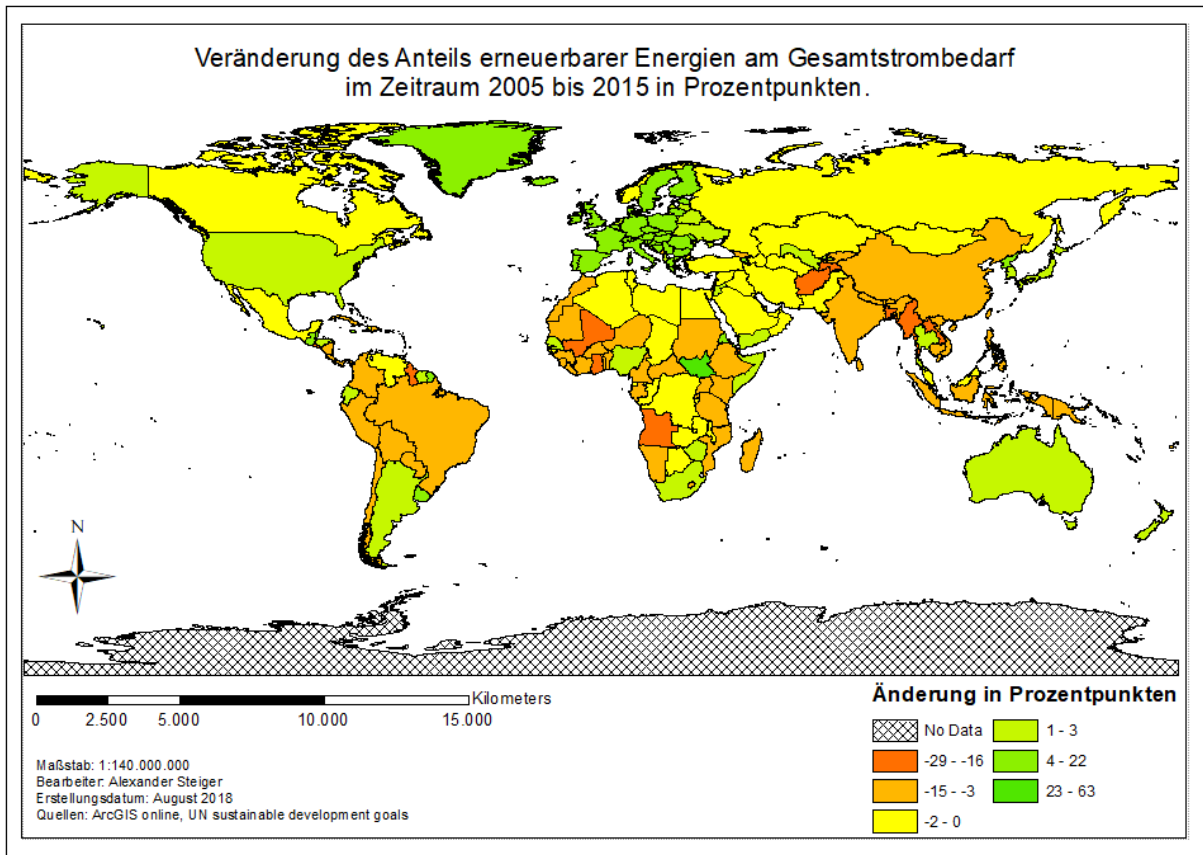 Veränderung des Anteils erneuerbarer Energien am Gesamtstrombedarf
im Zeitraum 2005 bis 2015 in Prozentpunkten.
N
Kilometers
0 2.500 5.000 10.000 15.000
Maßstab: 1:140.000.000
Bearbeiter: Alexander Steiger
Erstellungsdatum: August 2018
Quellen: ArcGIS online, UN sustainable development goals
Änderung in Prozentpunkten
No Data
-29 - -16
-15 - -3
-2 - 0
1 - 3
4 - 22
23 - 63